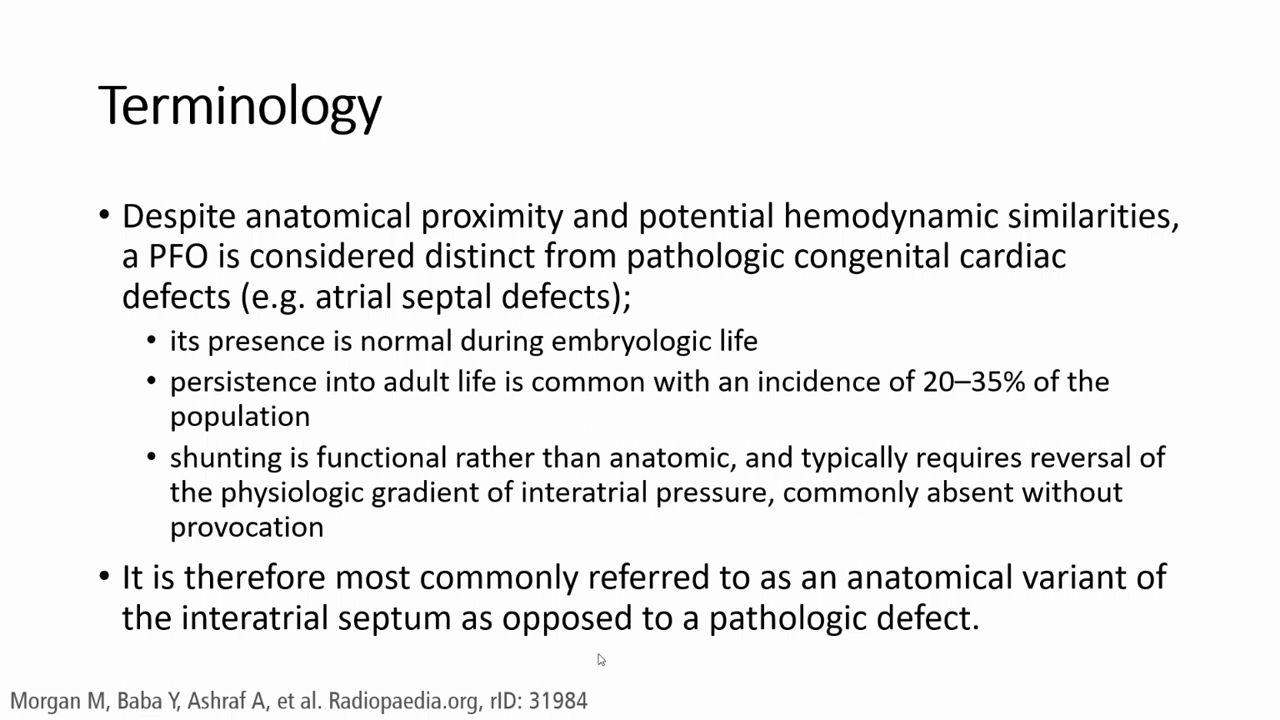 Terminology
• Despite anatomical proximity and potential hemodynamic similarities,
a PFO is considered distinct from pathologic congenital cardiac
defects (e.g. atrial septal defects);
• its presence is normal during embryologic life
• persistence into adult life is common with an incidence of 20–35% of the
population
• shunting is functional rather than anatomic, and typically requires reversal of
the physiologic gradient of interatrial pressure, commonly absent without
provocation
• It is therefore most commonly referred to as an anatomical variant of
the interatrial septum as opposed to a pathologic defect.
Morgan M, Baba Y, Ashraf A, et al. Radiopaedia.org, rID: 31984